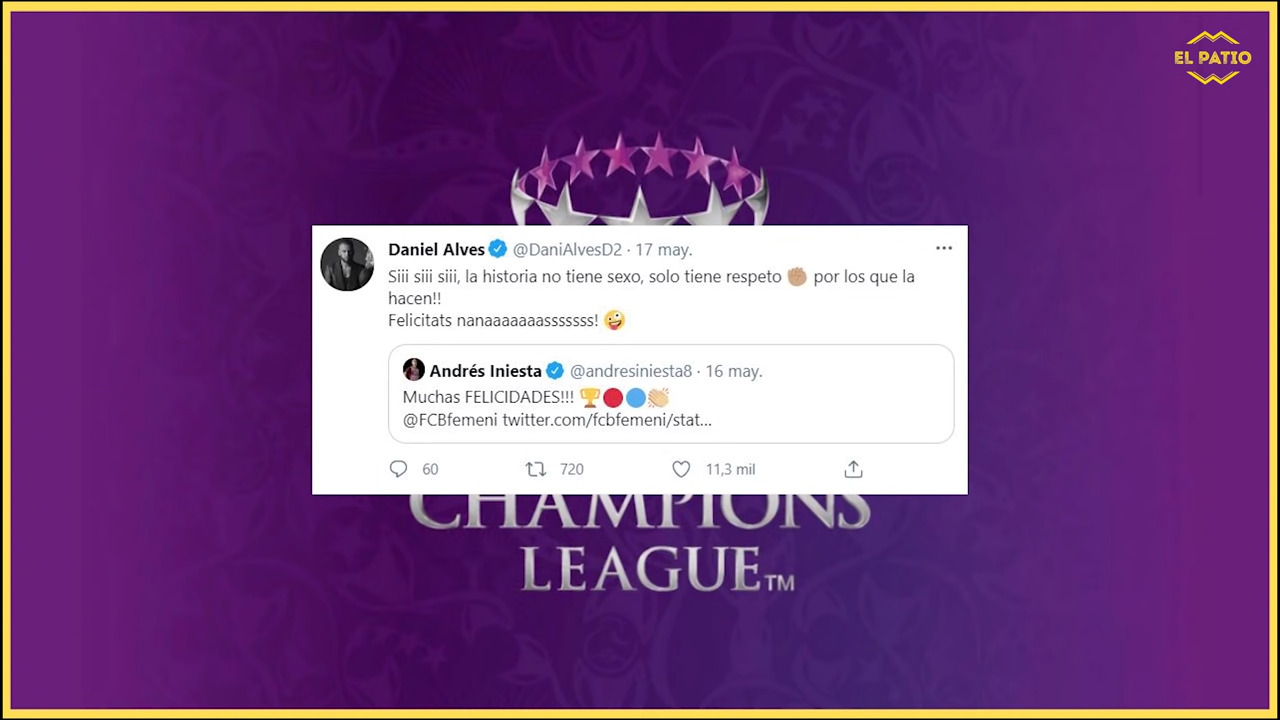 EL PATIO
Daniel Alves @DaniAlvesD2 · 17 may.
Siii siii siii, la historia no tiene sexo, solo tiene respeto ✊🏽 por los que la
hacen!!
Felicitats nanaaaaaaasssssss! 🤪
Andrés Iniesta @andresiniesta8 · 16 may.
Muchas FELICIDADES!!! 🏆🔴🔵👏🏼
@FCBfemeni twitter.com/fcbfemeni/stat...
60 720 11,3 mil
CHAMPIONS
LEAGUE™